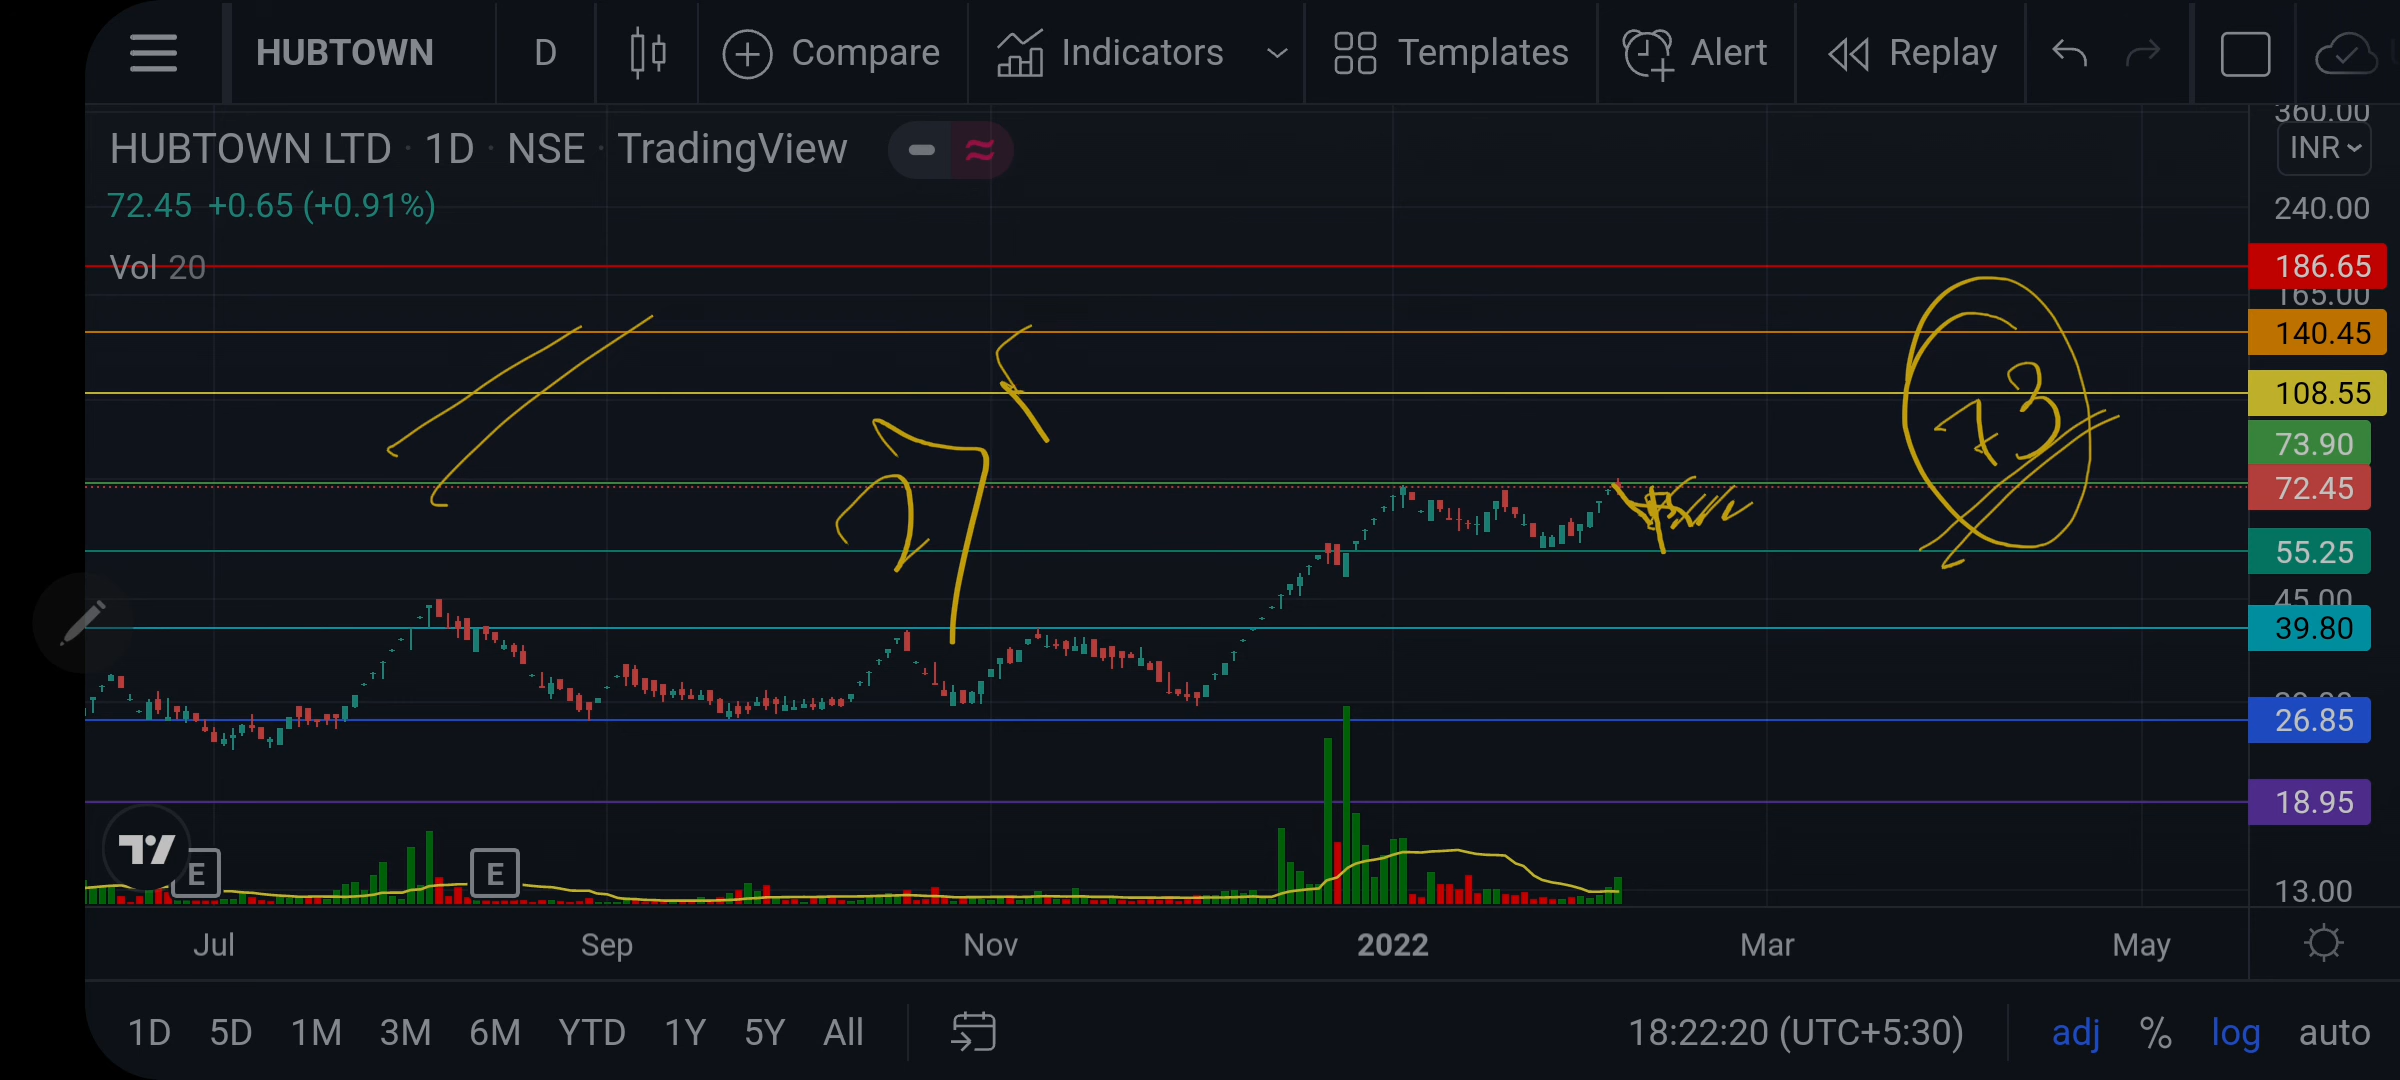 HUBTOWN D Compare Indicators Templates Alert Replay
HUBTOWN LTD · 1D · NSE · TradingView
72.45 +0.65 (+0.91%)
Vol 20
360.00
INR
240.00
186.65
165.00
140.45
108.55
73.90
72.45
55.25
45.00
39.80
26.85
18.95
13.00
73
E E
Jul Sep Nov 2022 Mar May
1D 5D 1M 3M 6M YTD 1Y 5Y All 18:22:20 (UTC+5:30) adj % log auto